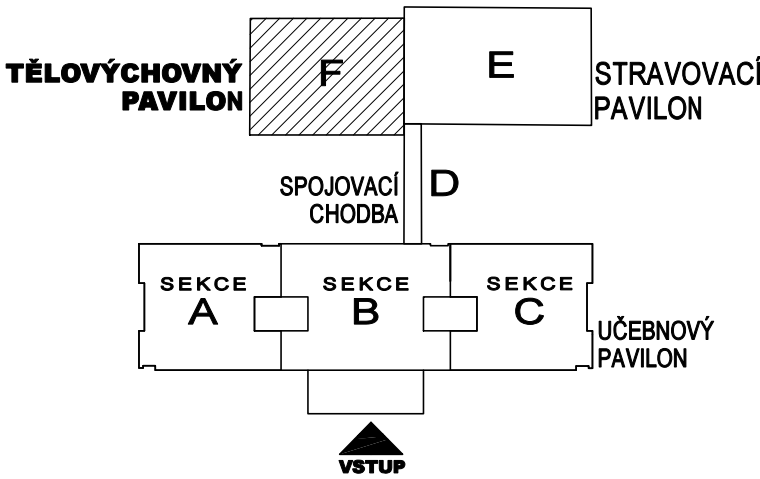 F
E
TĚLOVÝCHOVNÝ
PAVILON
STRAVOVACÍ
PAVILON
SPOJOVACÍ
CHODBA
D
SEKCE
A
SEKCE
B
SEKCE
C
UČEBNOVÝ
PAVILON
VSTUP